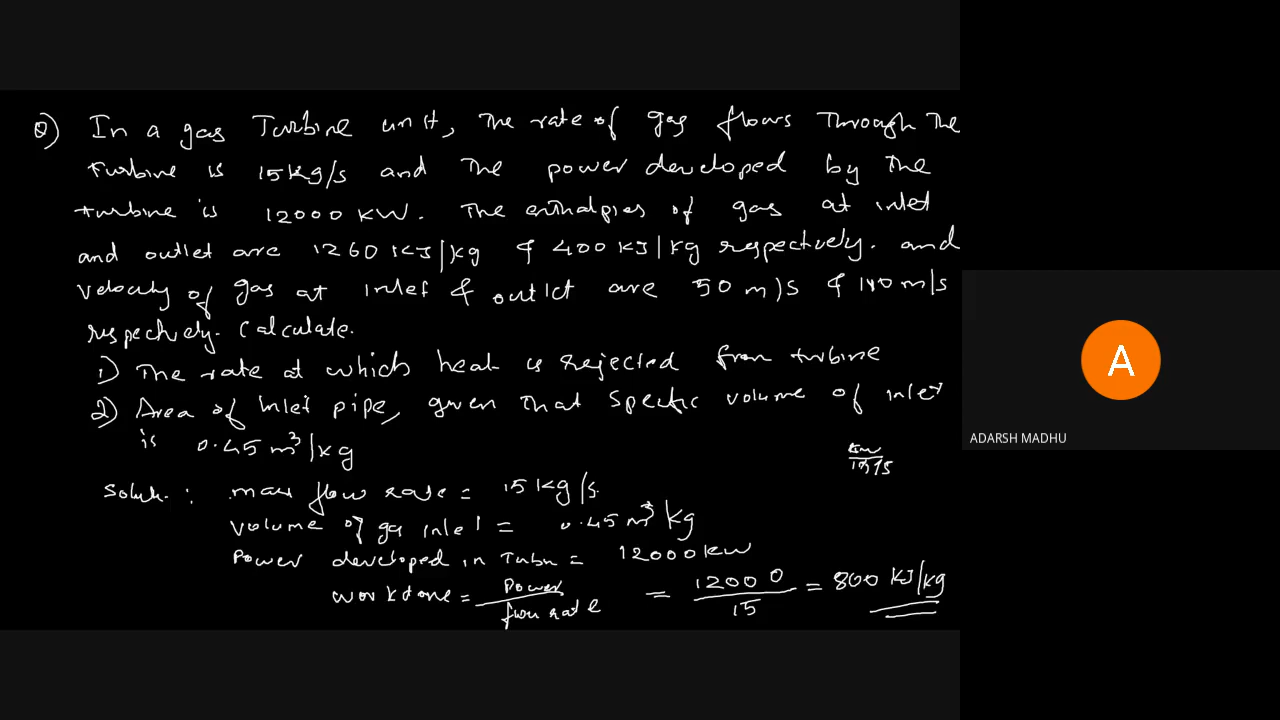 Q) In a gas Turbine unit, The rate of gas flows Through The
turbine is 15 kg/s and The power developed by the
turbine is 12000 KW. The enthalpies of gas at inlet
and outlet are 1260 KJ/kg & 400 KJ/kg respectively. and
velocity of gas at inlet & outlet are 50 m/s & 110 m/s
respectively. Calculate.
1) The rate at which heat is rejected from turbine
2) Area of inlet pipe, given that specific volume of inlet
is 0.45 m³/kg
Solut. : mass flow rate = 15 kg/s.
volume of gas inlet = 0.45 m³ kg
Power developed in Turbn = 12000 kw
workdone = Power / flow rate = 12000 / 15 = 800 KJ/kg
A
ADARSH MADHU